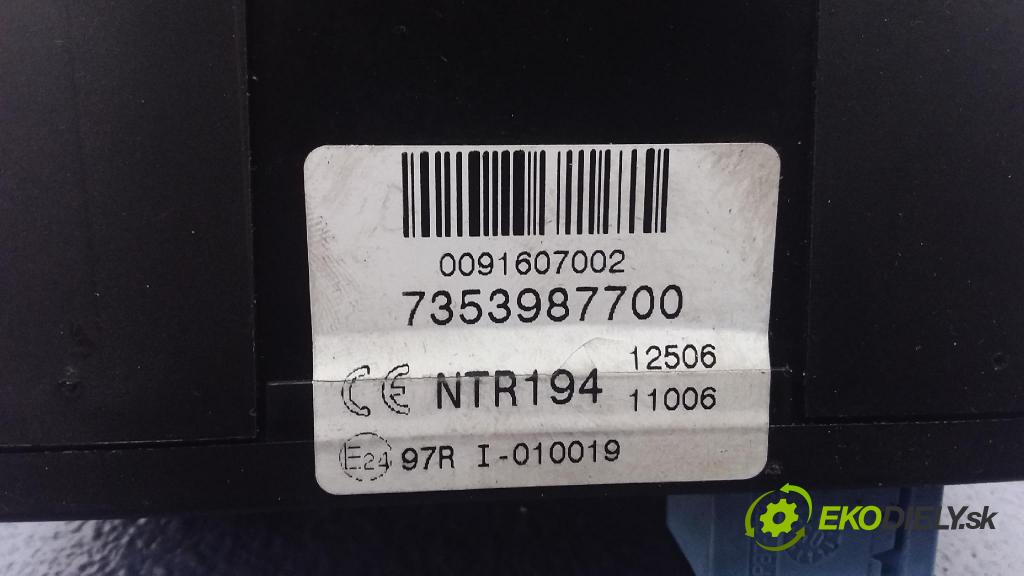 0091607002
7353987700
CE NTR194
12506
11006
E24 97R I-010019
EKODIELY.sk